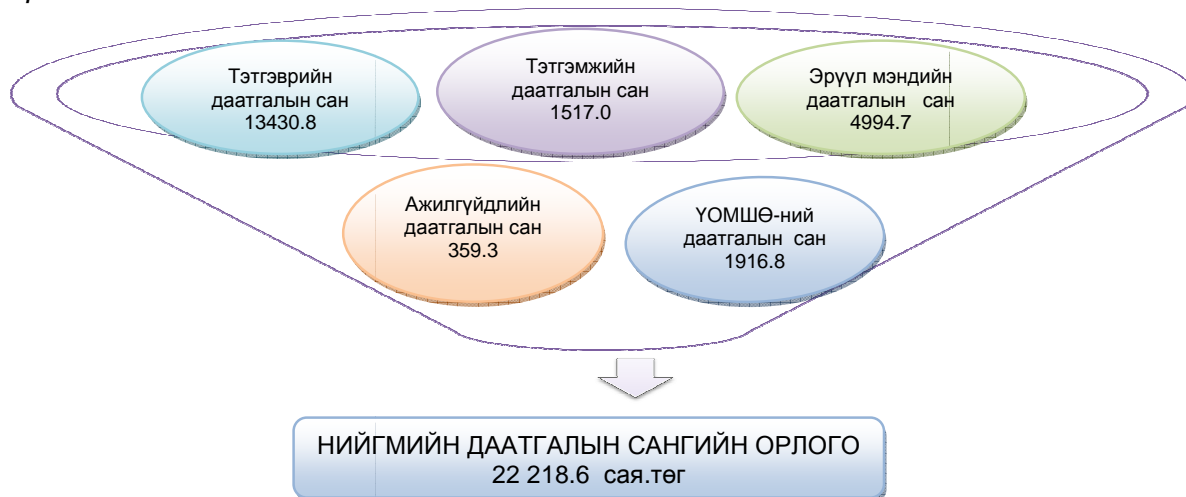 Тэтгэврийн
даатгалын сан
13430.8
Тэтгэмжийн
даатгалын сан
1517.0
Эрүүл мэндийн
даатгалын сан
4994.7
Ажилгүйдлийн
даатгалын сан
359.3
ҮОМШӨ-ний
даатгалын сан
1916.8
НИЙГМИЙН ДААТГАЛЫН САНГИЙН ОРЛОГО
22 218.6 сая.төг